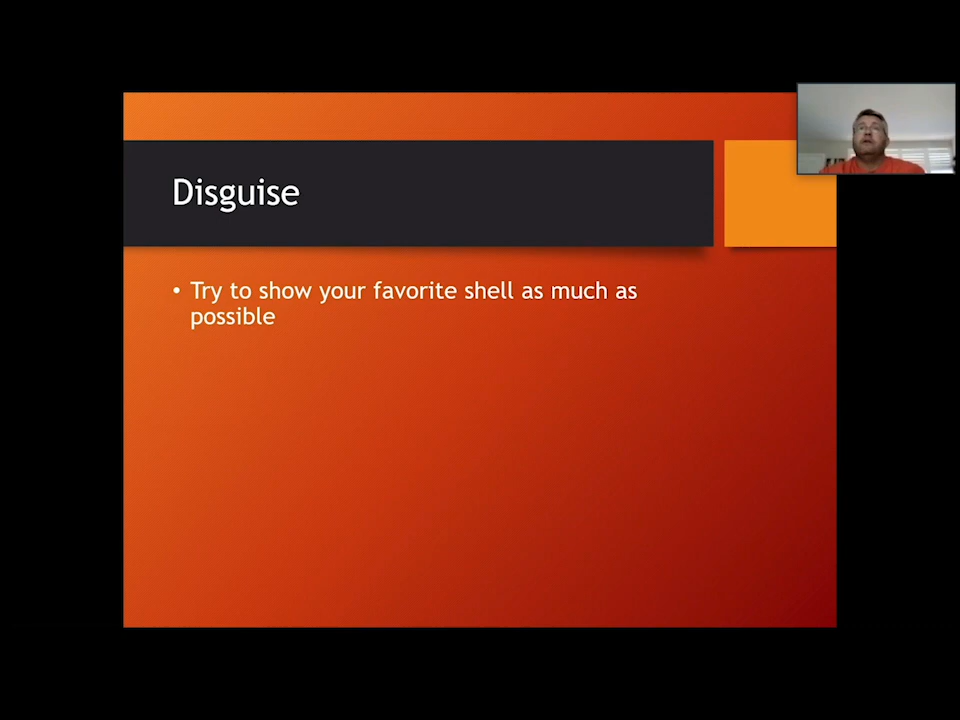 Disguise
• Try to show your favorite shell as much as
possible